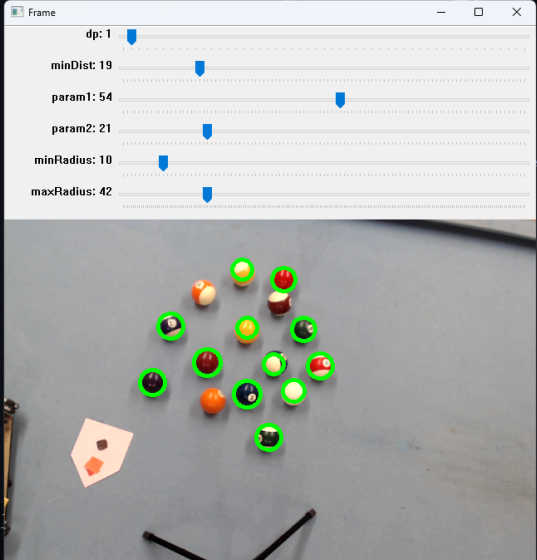 Frame
dp: 1
minDist: 19
param1: 54
param2: 21
minRadius: 10
maxRadius: 42